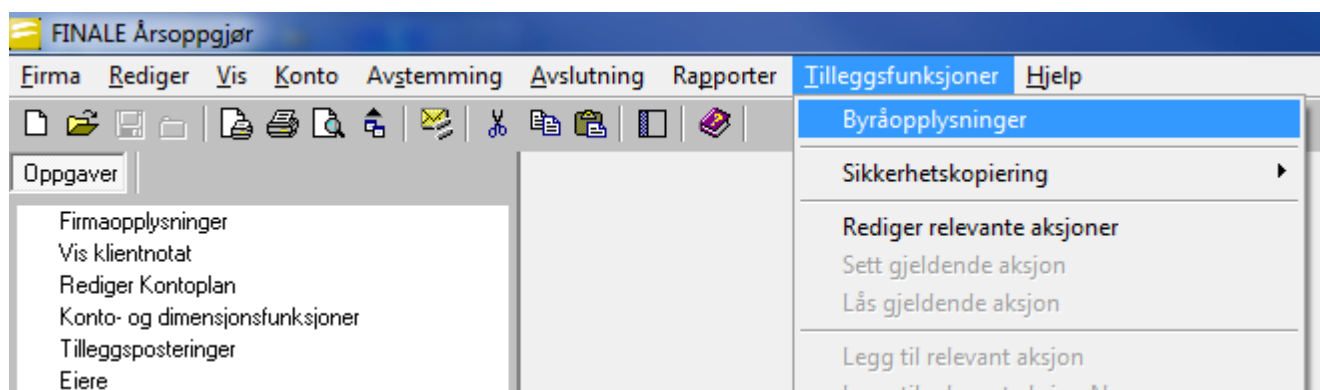 FINALE Årsoppgjør
Firma Rediger Vis Konto Avstemming Avslutning Rapporter Tilleggsfunksjoner Hjelp
Byråopplysninger
Oppgaver
Sikkerhetskopiering
Firmaopplysninger
Rediger relevante aksjoner
Vis klientnotat
Sett gjeldende aksjon
Rediger Kontoplan
Lås gjeldende aksjon
Konto- og dimensjonsfunksjoner
Tilleggsposteringer
Legg til relevant aksjon
Eiere